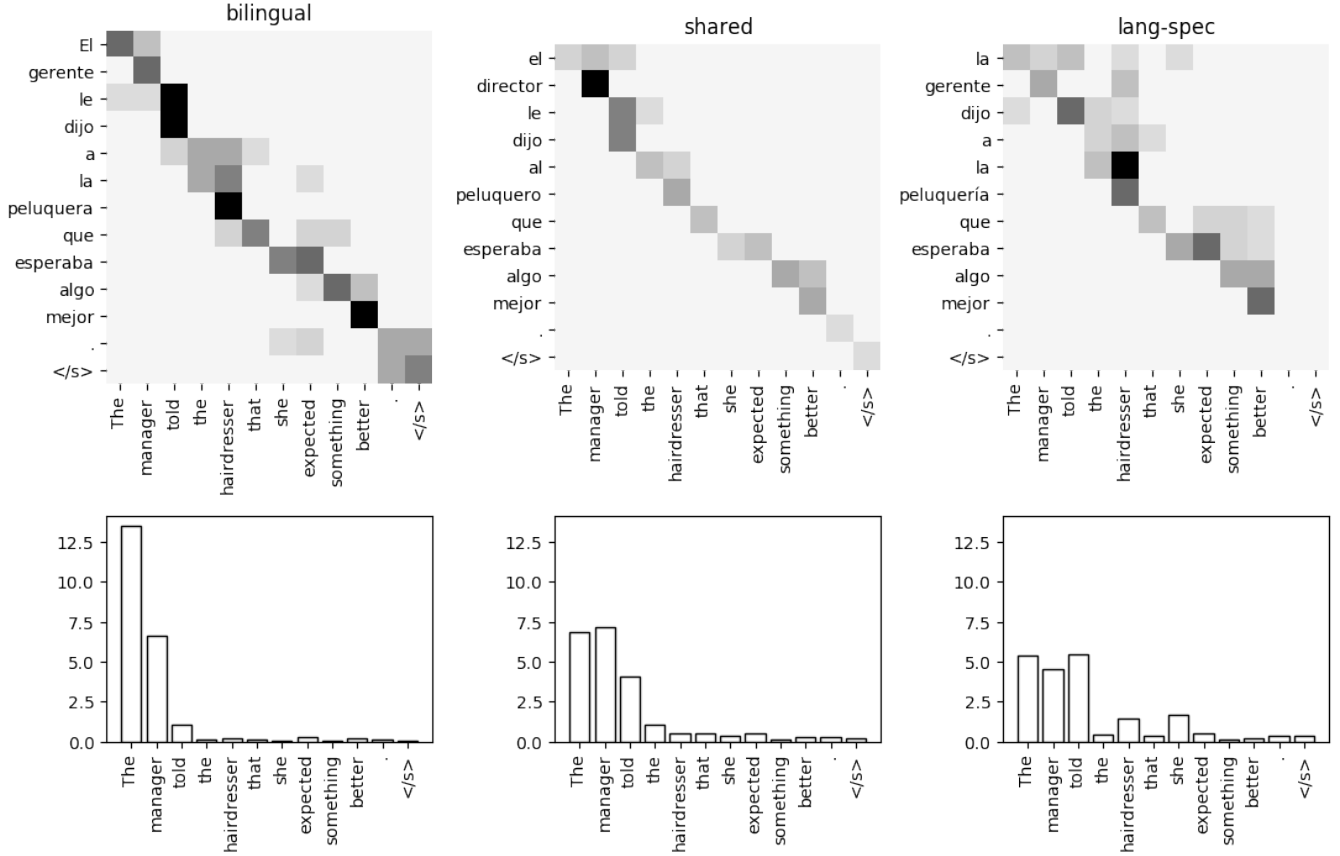 bilingual
El
gerente
le
dijo
a
la
peluquera
que
esperaba
algo
mejor
.
</s>
The
manager
told
the
hairdresser
that
she
expected
something
better
.
</s>
shared
el
director
le
dijo
al
peluquero
que
esperaba
algo
mejor
.
</s>
The
manager
told
the
hairdresser
that
she
expected
something
better
.
</s>
lang-spec
la
gerente
dijo
a
la
peluquería
que
esperaba
algo
mejor
.
</s>
The
manager
told
the
hairdresser
that
she
expected
something
better
.
</s>
12.5
10.0
7.5
5.0
2.5
0.0
The
manager
told
the
hairdresser
that
she
expected
something
better
.
</s>
12.5
10.0
7.5
5.0
2.5
0.0
The
manager
told
the
hairdresser
that
she
expected
something
better
.
</s>
12.5
10.0
7.5
5.0
2.5
0.0
The
manager
told
the
hairdresser
that
she
expected
something
better
.
</s>